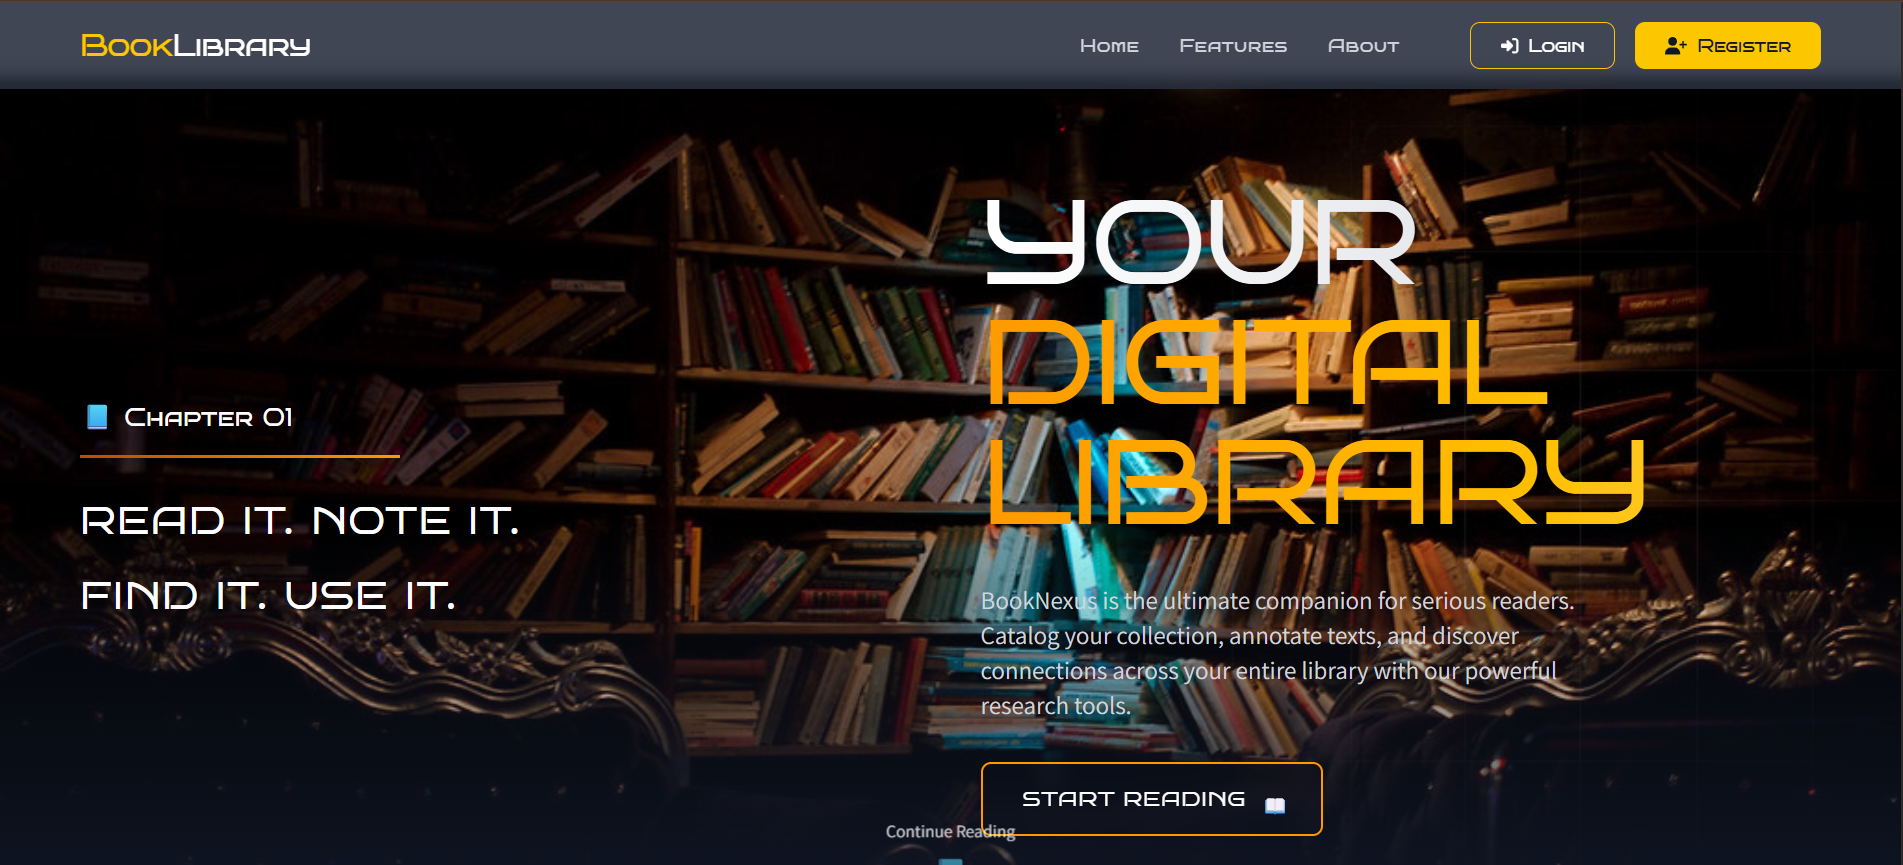 BookLibrary
Home Features About Login Register
Chapter 01
READ IT. NOTE IT.
FIND IT. USE IT.
YOUR
DIGITAL
LIBRARY
BookNexus is the ultimate companion for serious readers.
Catalog your collection, annotate texts, and discover
connections across your entire library with our powerful
research tools.
START READING
Continue Reading